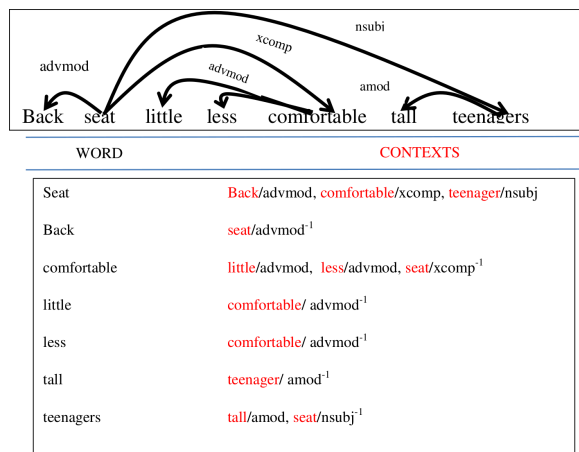 nsubj
xcomp
advmod
advmod
amod
Back seat little less comfortable tall teenagers
WORD CONTEXTS
Seat Back/advmod, comfortable/xcomp, teenager/nsubj
Back seat/advmod⁻¹
comfortable little/advmod, less/advmod, seat/xcomp⁻¹
little comfortable/ advmod⁻¹
less comfortable/ advmod⁻¹
tall teenager/ amod⁻¹
teenagers tall/amod, seat/nsubj⁻¹